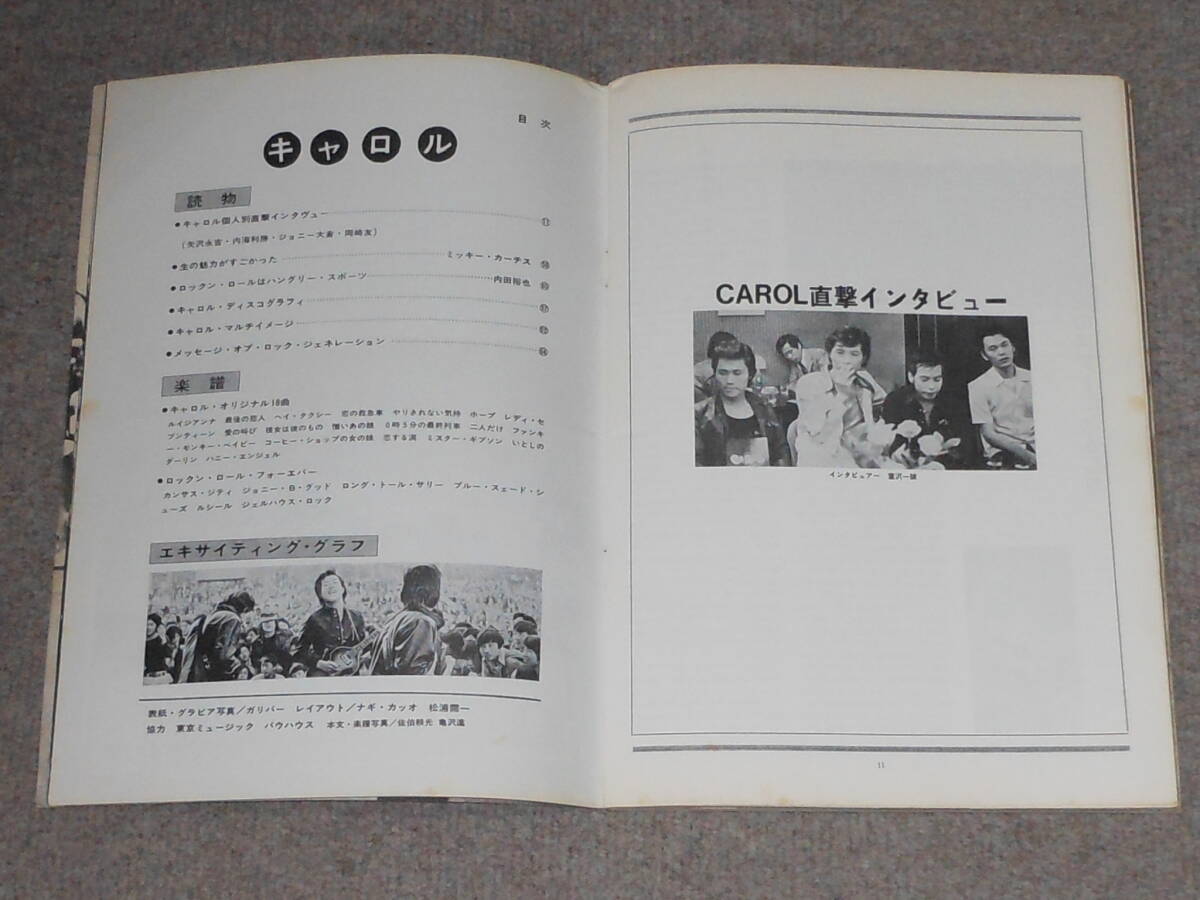 目次
キャロル
読物
●キャロル個人別直撃インタヴュー 11
(矢沢永吉・内海利勝・ジョニー大倉・岡崎友)
●生の魅力がすごかった ミッキー・カーチス
●ロックン・ロールはハングリー・スポーツ 内田裕也
●キャロル・ディスコグラフィ
●キャロル・マルチイメージ
●メッセージ・オブ・ロック・ジェネレーション
楽譜
●キャロル・オリジナル18曲
ルイジアンナ 最後の恋人 ヘイ・タクシー 恋の救急車 やりきれない気持 ホープ レディ・セ
ブンティーン 愛の叫び 彼女は彼のもの 憎いあの娘 0時5分の最終列車 二人だけ ファンキ
ー・モンキー・ベイビー コーヒー・ショップの女の娘 恋する涙 ミスター・ギブソン いとしの
ダーリン ハニー・エンジェル
●ロックン・ロール・フォーエバー
カンサス・シティ ジョニー・B・グッド ロング・トール・サリー ブルー・スェード・シ
ューズ ルシール ジェルハウス・ロック
エキサイティング・グラフ
表紙・グラビア写真/ガリバー レイアウト/ナギ・カッオ 松浦
協力 東京ミュージック バウハウス 本文・楽譜写真/佐伯 亀沢
CAROL直撃インタビュー
インタビュアー
11